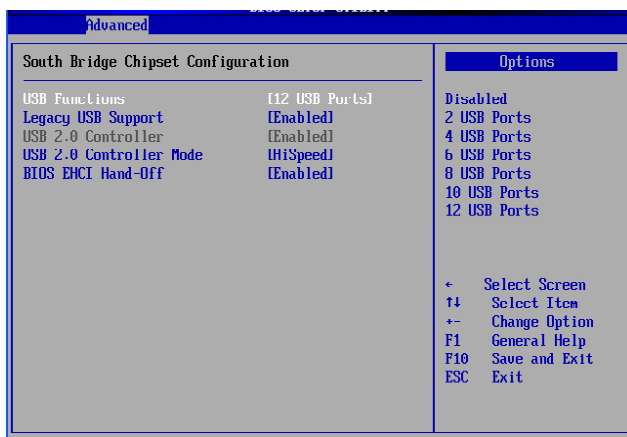 Advanced
South Bridge Chipset Configuration
USB Functions [12 USB Ports]
Legacy USB Support [Enabled]
USB 2.0 Controller [Enabled]
USB 2.0 Controller Mode [HiSpeed]
BIOS EHCI Hand-Off [Enabled]
Options
Disabled
2 USB Ports
4 USB Ports
6 USB Ports
8 USB Ports
10 USB Ports
12 USB Ports
← Select Screen
↑↓ Select Item
+- Change Option
F1 General Help
F10 Save and Exit
ESC Exit